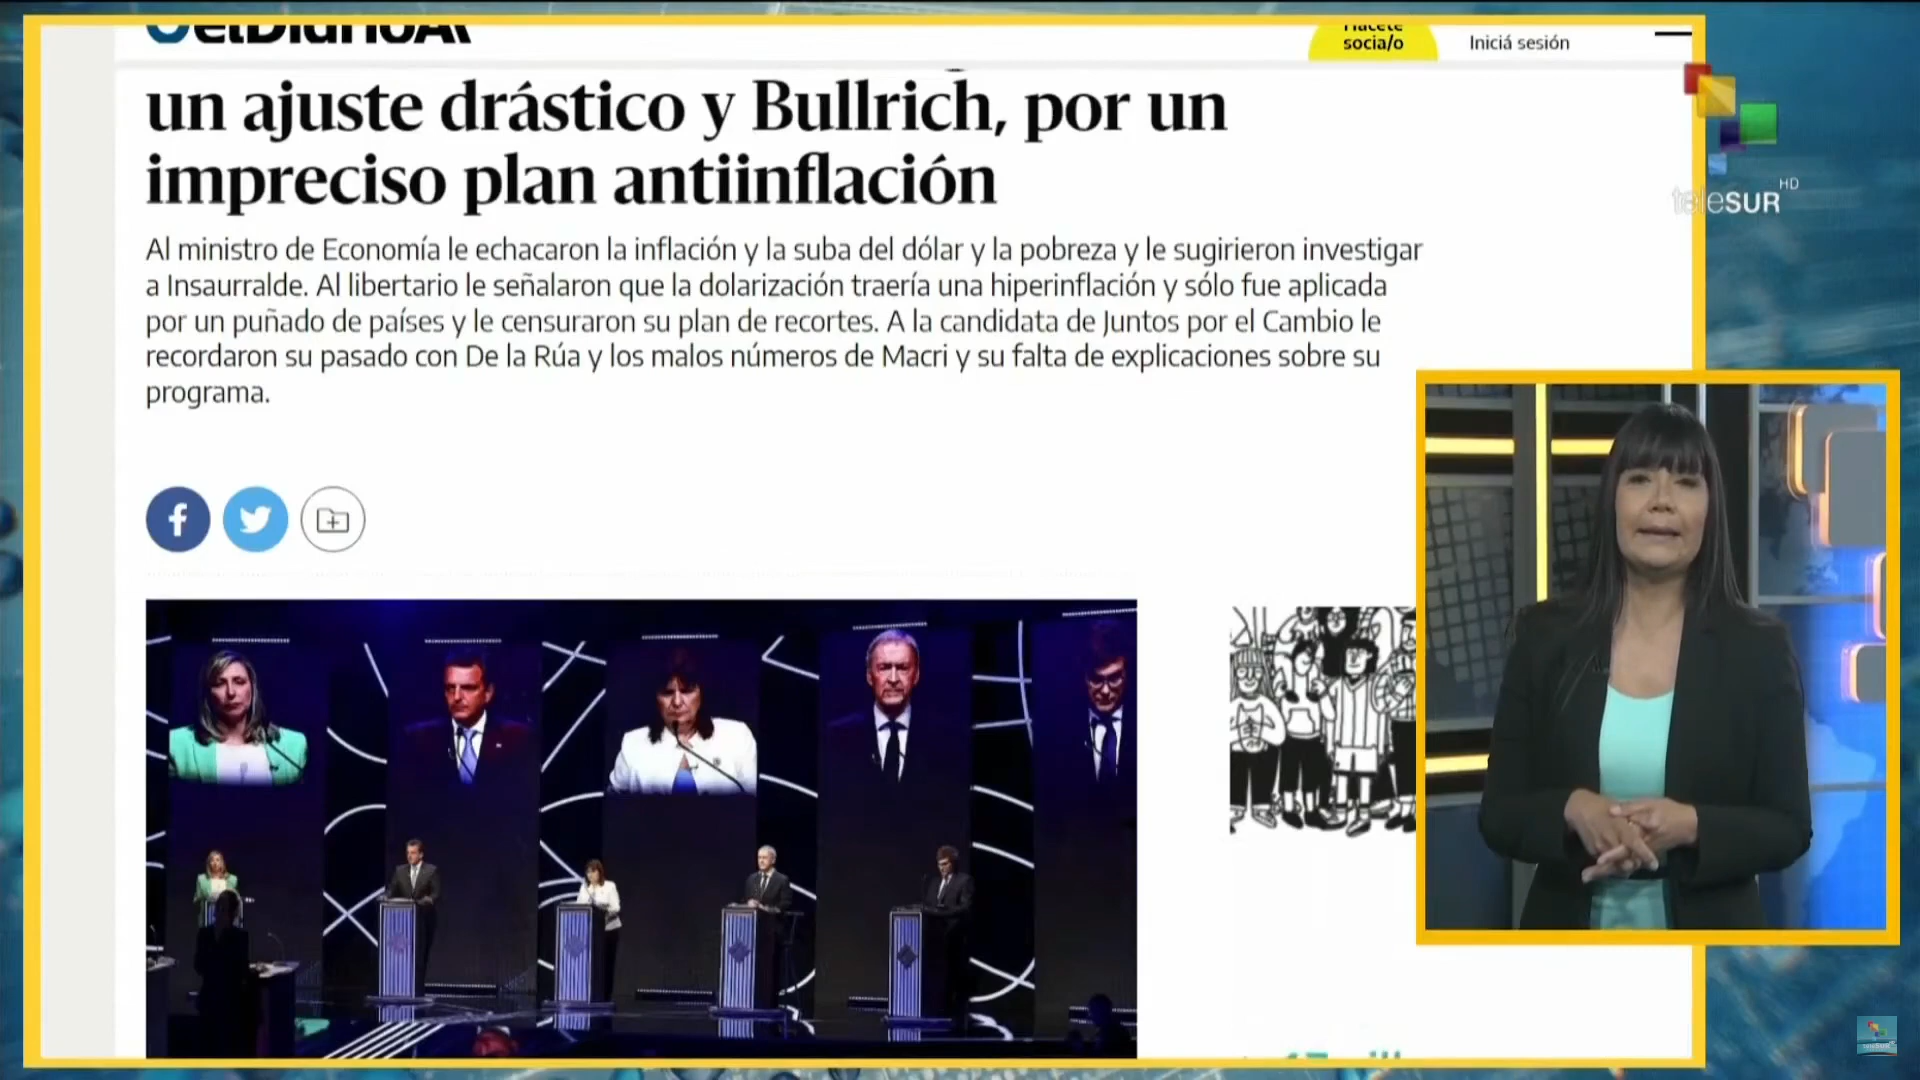 elDiarioAR
Hacete
socia/o
Iniciá sesión
un ajuste drástico y Bullrich, por un
impreciso plan antiinflación
Al ministro de Economía le echacaron la inflación y la suba del dólar y la pobreza y le sugirieron investigar
a Insaurralde. Al libertario le señalaron que la dolarización traería una hiperinflación y sólo fue aplicada
por un puñado de países y le censuraron su plan de recortes. A la candidata de Juntos por el Cambio le
recordaron su pasado con De la Rúa y los malos números de Macri y su falta de explicaciones sobre su
programa.
teleSUR HD